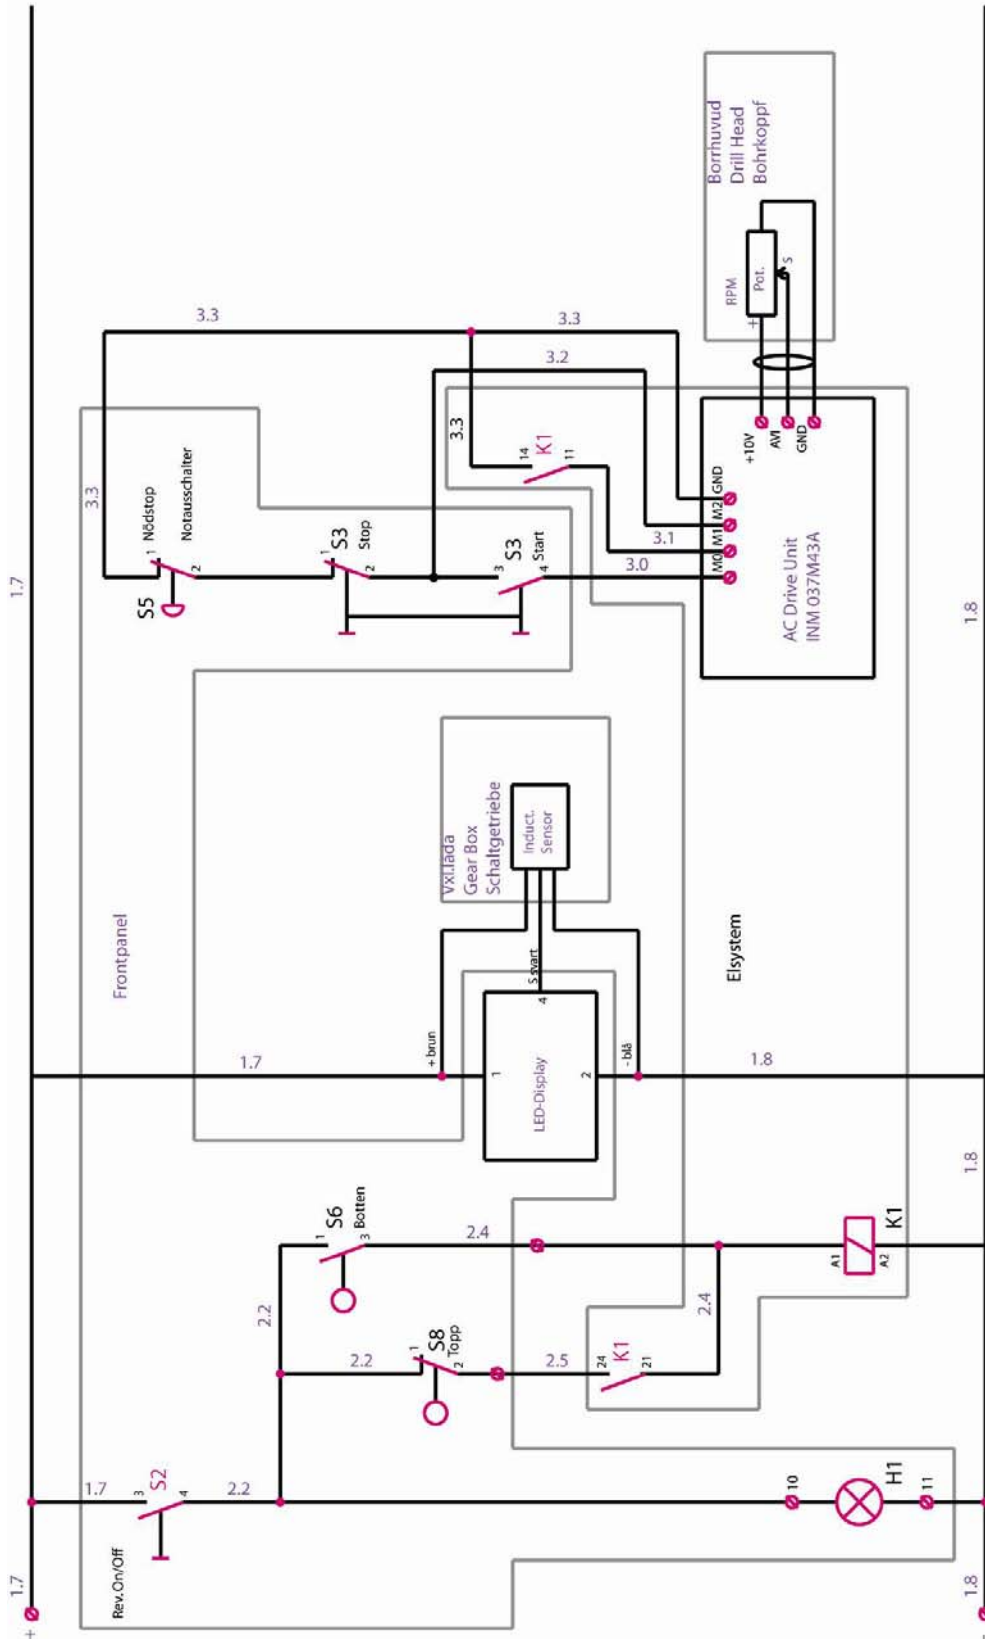 +
1.7
1.7
Rev.On/Off
1.7
S2
3
4
2.2
Frontpanel
3.3
3.3
S5
1
2
Nödstop
Notausschalter
2.2
1.7
S6
1
3
Botten
S3
1
2
Stop
2.2
S8
1
2
Topp
2.4
+ brun
Vxl.låda
Gear Box
Schaltgetriebe
3.3
14
K1
11
S3
3
4
Start
2.5
1
LED-Display
4
2
S svart
Induct.
Sensor
3.2
3.3
24
K1
21
- blå
2.4
3.0
3.1
Elsystem
1.8
M0
M1
M2
GND
AC Drive Unit
INM 037M43A
+10V
AVI
GND
RPM
+
Pot.
S
Borrhuvud
Drill Head
Bohrkoppf
10
H1
11
A1
K1
A2
1.8
1.8
1.8
-